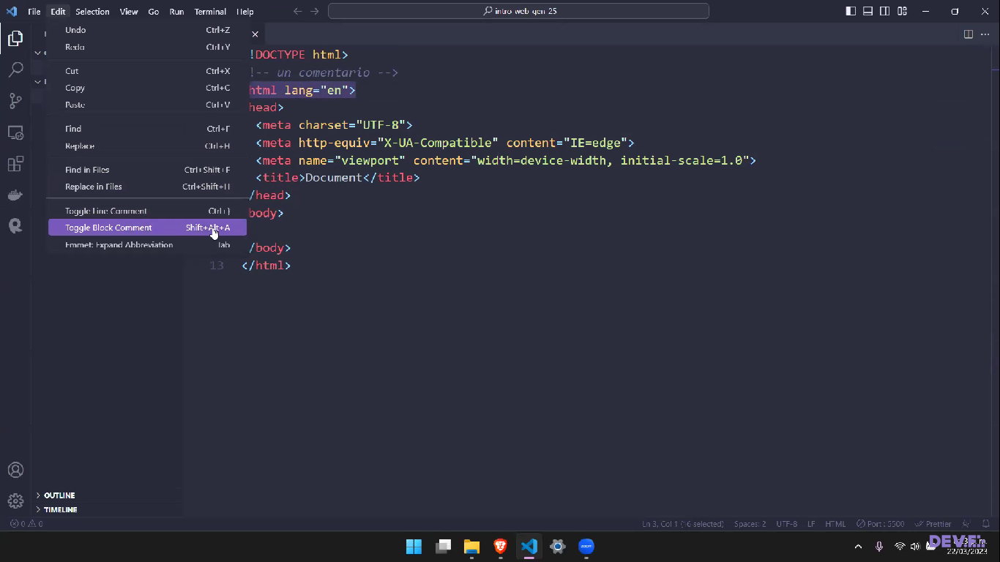 File Edit Selection View Go Run Terminal Help
intro-web-gen-25
Undo Ctrl+Z
Redo Ctrl+Y
Cut Ctrl+X
Copy Ctrl+C
Paste Ctrl+V
Find Ctrl+F
Replace Ctrl+H
Find in Files Ctrl+Shift+F
Replace in Files Ctrl+Shift+H
Toggle Line Comment Ctrl+}
Toggle Block Comment Shift+Alt+A
Emmet: Expand Abbreviation Tab
!DOCTYPE html>
!-- un comentario -->
html lang="en">
head>
<meta charset="UTF-8">
<meta http-equiv="X-UA-Compatible" content="IE=edge">
<meta name="viewport" content="width=device-width, initial-scale=1.0">
<title>Document</title>
/head>
body>
/body>
13 </html>
OUTLINE
TIMELINE
0 0 Ln 3, Col 1 (16 selected) Spaces: 2 UTF-8 LF HTML Port : 5500 Prettier
zoom
DEV.F.:
22/03/2023